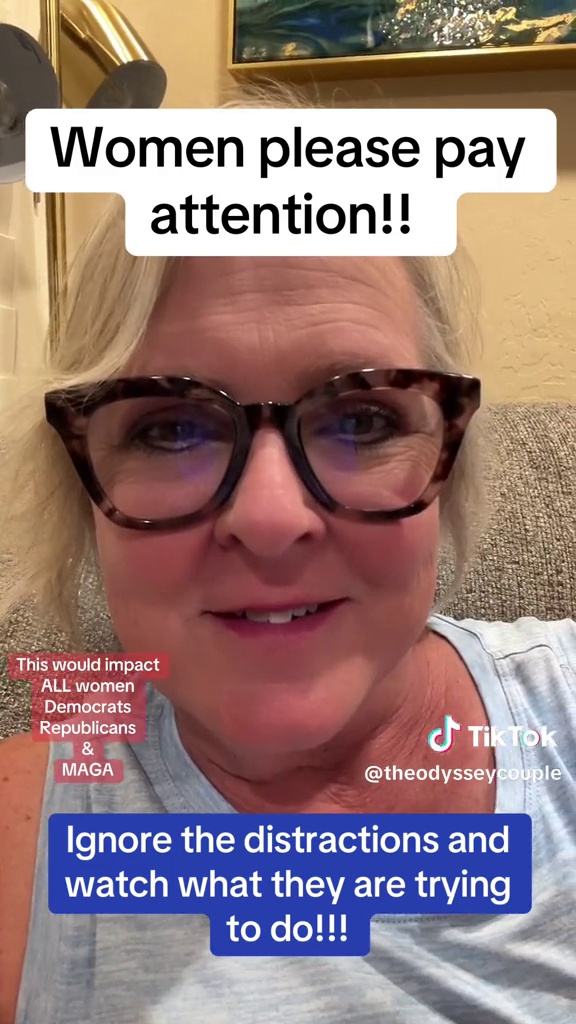 Women please pay
attention!!
This would impact
ALL women
Democrats
Republicans
&
MAGA
TikTok
@theodysseycouple
Ignore the distractions and
watch what they are trying
to do!!!